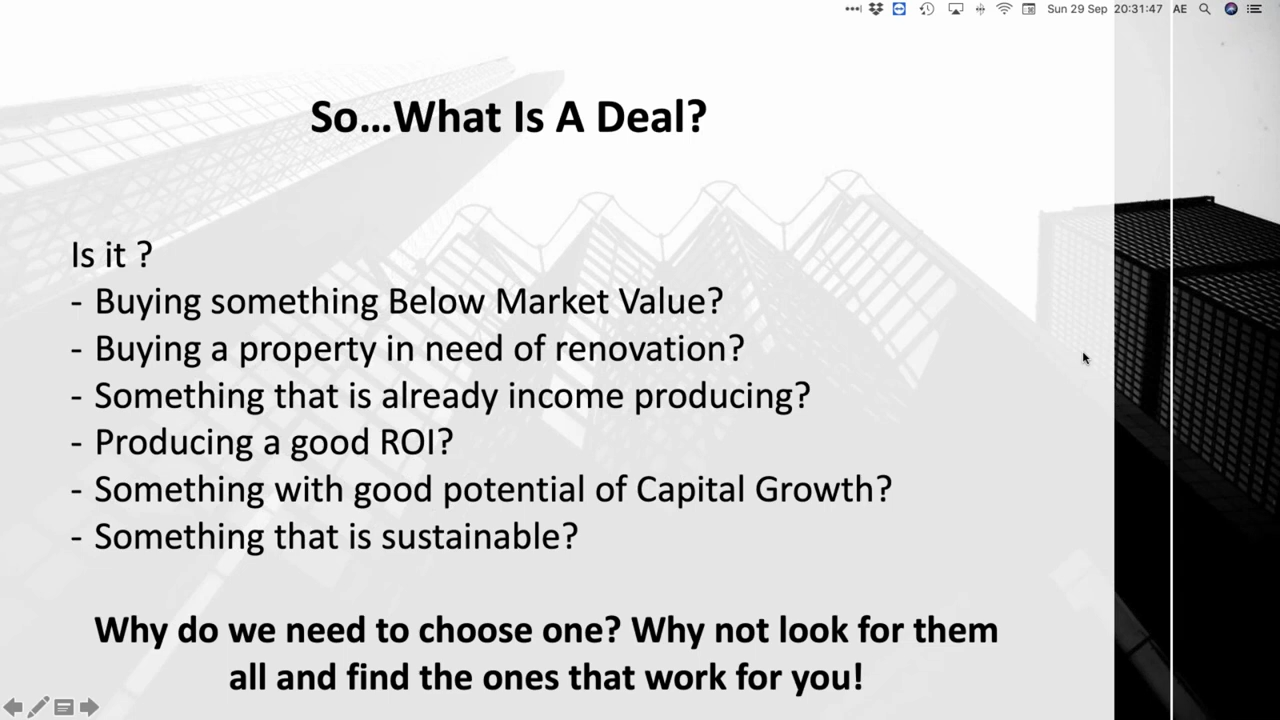 Sun 29 Sep 20:31:47 AE
So...What Is A Deal?
Is it ?
- Buying something Below Market Value?
- Buying a property in need of renovation?
- Something that is already income producing?
- Producing a good ROI?
- Something with good potential of Capital Growth?
- Something that is sustainable?
Why do we need to choose one? Why not look for them
all and find the ones that work for you!